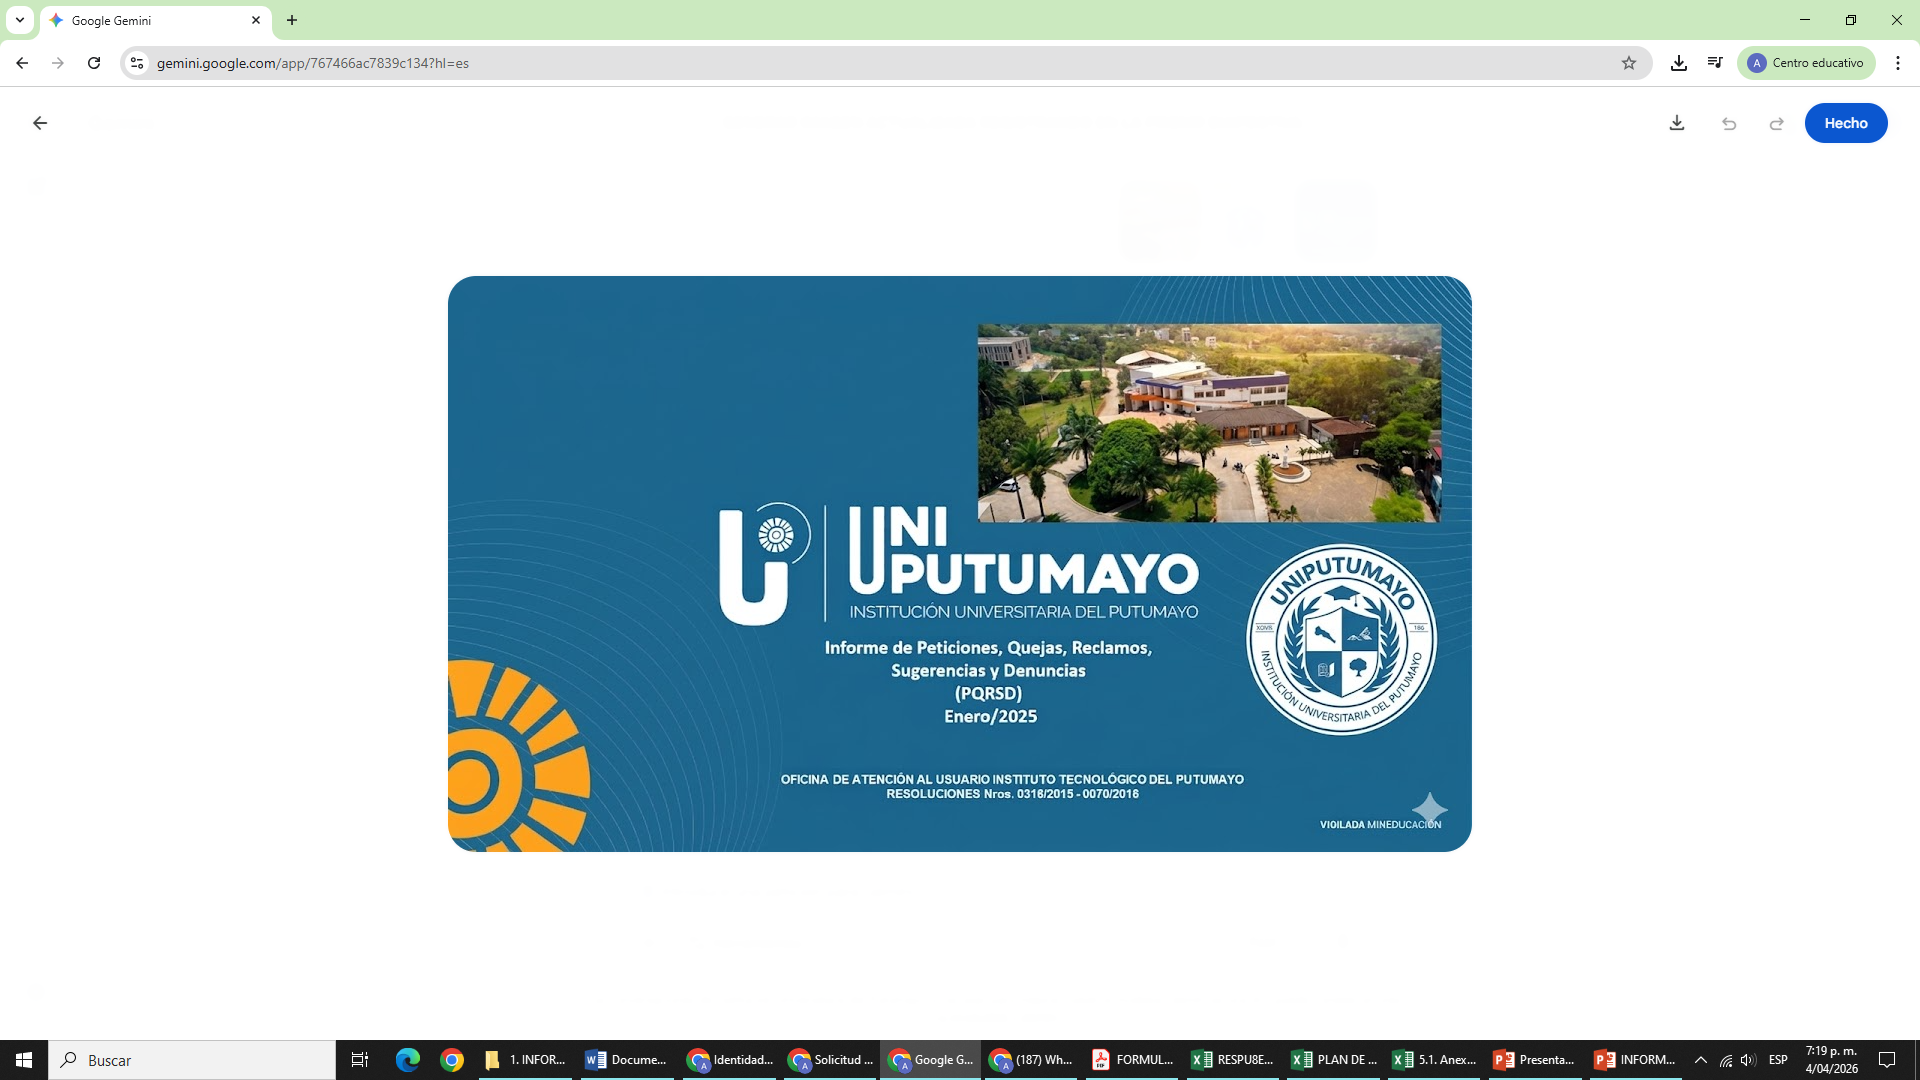 Google Gemini
gemini.google.com/app/767466ac7839c134?hl=es
A
Centro educativo
Hecho
UNI
PUTUMAYO
INSTITUCIÓN UNIVERSITARIA DEL PUTUMAYO
Informe de Peticiones, Quejas, Reclamos,
Sugerencias y Denuncias
(PQRSD)
Enero/2025
UNIPUTUMAYO
INSTITUCIÓN UNIVERSITARIA DEL PUTUMAYO
OFICINA DE ATENCIÓN AL USUARIO INSTITUTO TECNOLÓGICO DEL PUTUMAYO
RESOLUCIONES Nros. 0316/2015 - 0070/2016
VIGILADA MINEDUCACIÓN
Buscar
1. INFOR...
Docume...
Identidad...
Solicitud ...
Google G...
(187) Wh...
FORMUL...
RESPU8E...
PLAN DE ...
5.1. Anex...
Presenta...
INFORM...
ESP
7:19 p. m.
4/04/2026